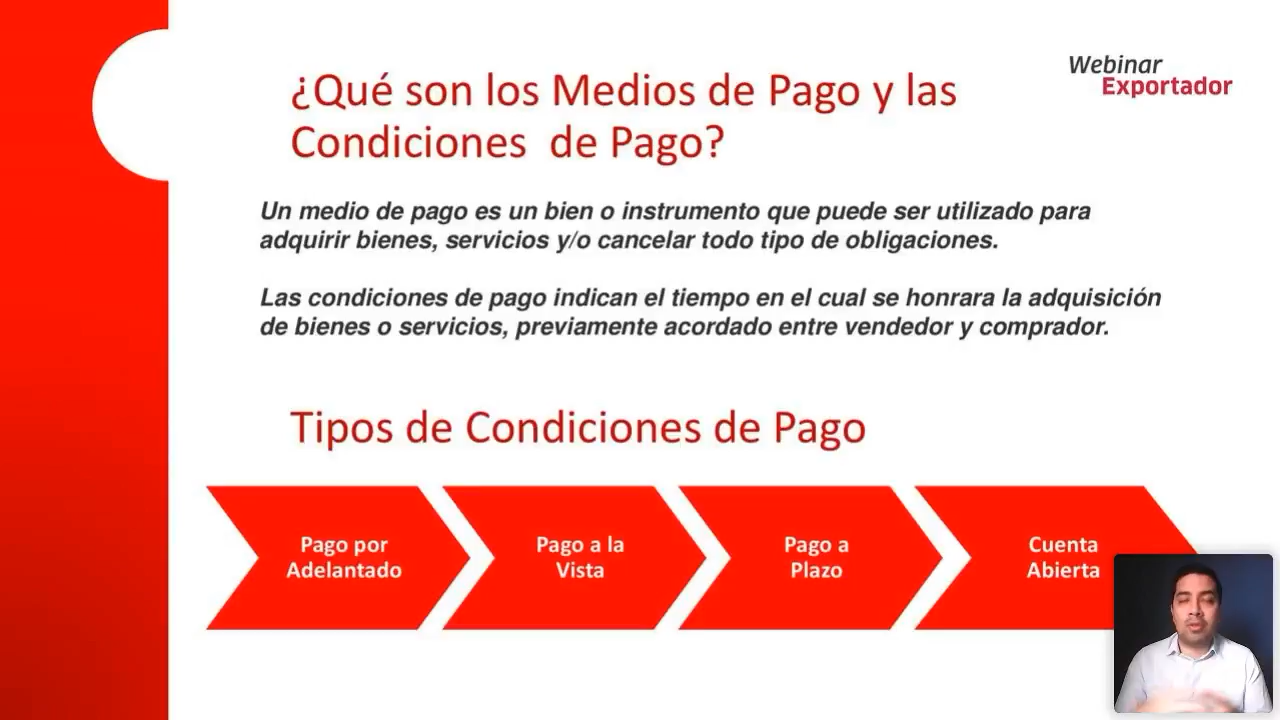 Webinar
Exportador
¿Qué son los Medios de Pago y las
Condiciones  de Pago?
Un medio de pago es un bien o instrumento que puede ser utilizado para
adquirir bienes, servicios y/o cancelar todo tipo de obligaciones.
Las condiciones de pago indican el tiempo en el cual se honrara la adquisición
de bienes o servicios, previamente acordado entre vendedor y comprador.
Tipos de Condiciones de Pago
Pago por
Adelantado
Pago a la
Vista
Pago a
Plazo
Cuenta
Abierta